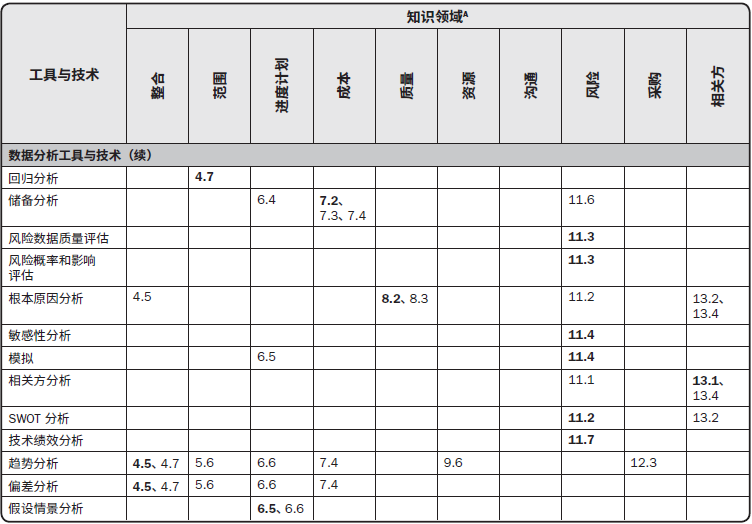 知识领域A
工具与技术
整合 范围 进度计划 成本 质量 资源 沟通 风险 采购 相关方
数据分析工具与技术（续）
回归分析 4.7
储备分析 6.4 7.2、 11.6
7.3、7.4
风险数据质量评估 11.3
风险概率和影响 11.3
评估
根本原因分析 4.5 8.2、8.3 11.2 13.2、
13.4
敏感性分析 11.4
模拟 6.5 11.4
相关方分析 11.1 13.1、
13.4
SWOT 分析 11.2 13.2
技术绩效分析 11.7
趋势分析 4.5、4.7 5.6 6.6 7.4 9.6 12.3
偏差分析 4.5、4.7 5.6 6.6 7.4
假设情景分析 6.5、6.6